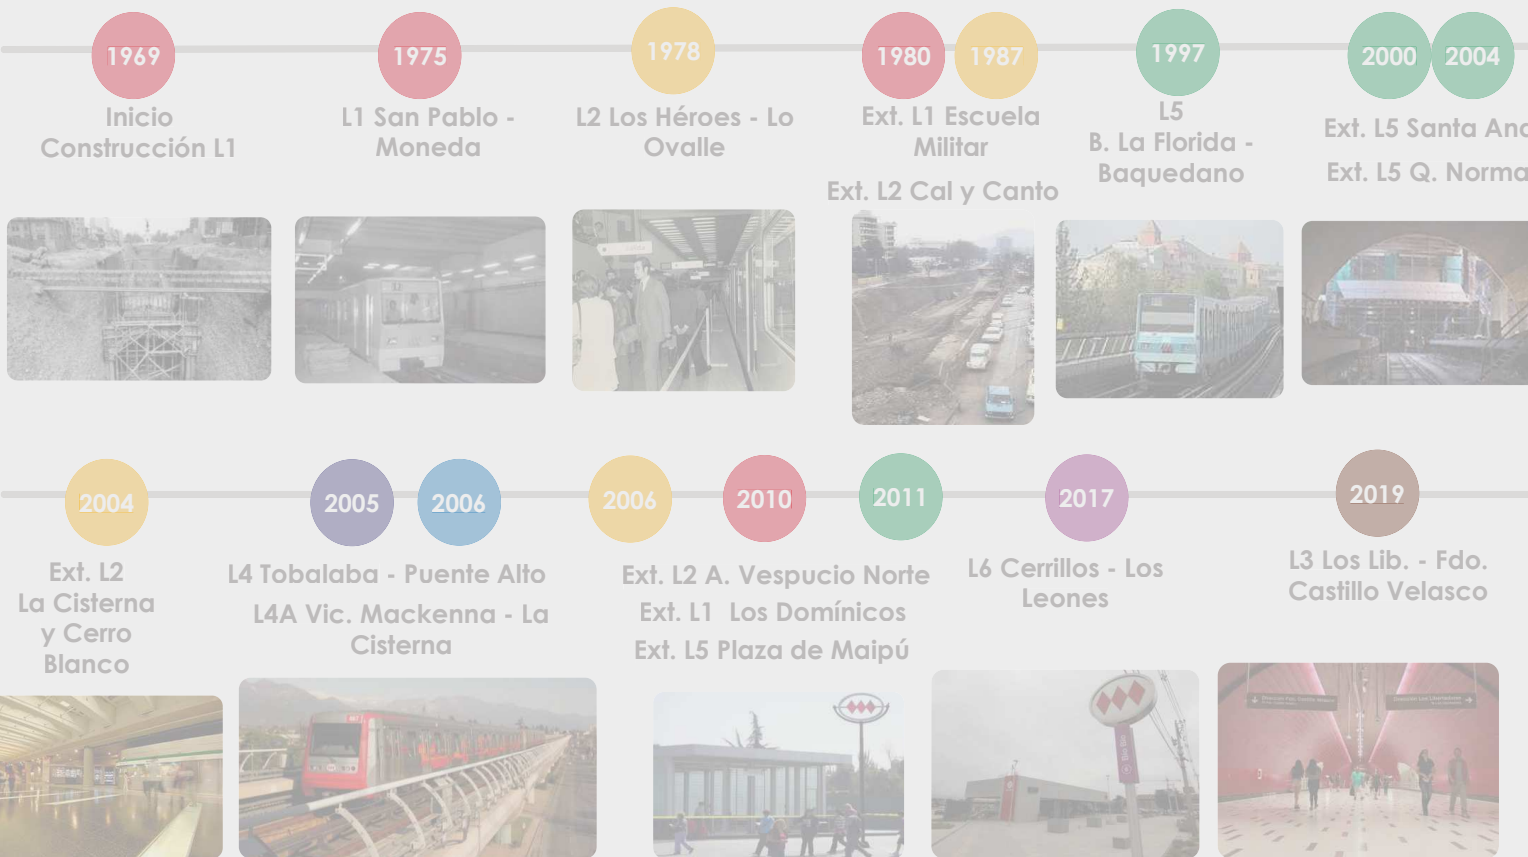 1969
1975
1978
1980
1987
1997
2000
2004
Inicio
Construcción L1
L1 San Pablo -
Moneda
L2 Los Héroes - Lo
Ovalle
Ext. L1 Escuela
Militar
Ext. L2 Cal y Canto
L5
B. La Florida -
Baquedano
Ext. L5 Santa Ana
Ext. L5 Q. Norma
2004
2005
2006
2006
2010
2011
2017
2019
Ext. L2
La Cisterna
y Cerro
Blanco
L4 Tobalaba - Puente Alto
L4A Vic. Mackenna - La
Cisterna
Ext. L2 A. Vespucio Norte
Ext. L1 Los Domínicos
Ext. L5 Plaza de Maipú
L6 Cerrillos - Los
Leones
L3 Los Lib. - Fdo.
Castillo Velasco